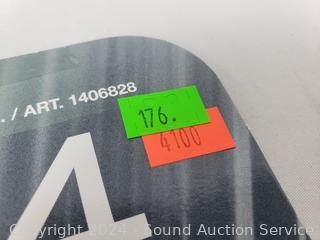 . / ART. 1406828
176.
4100
4
Copyright 2024 - Sound Auction Service